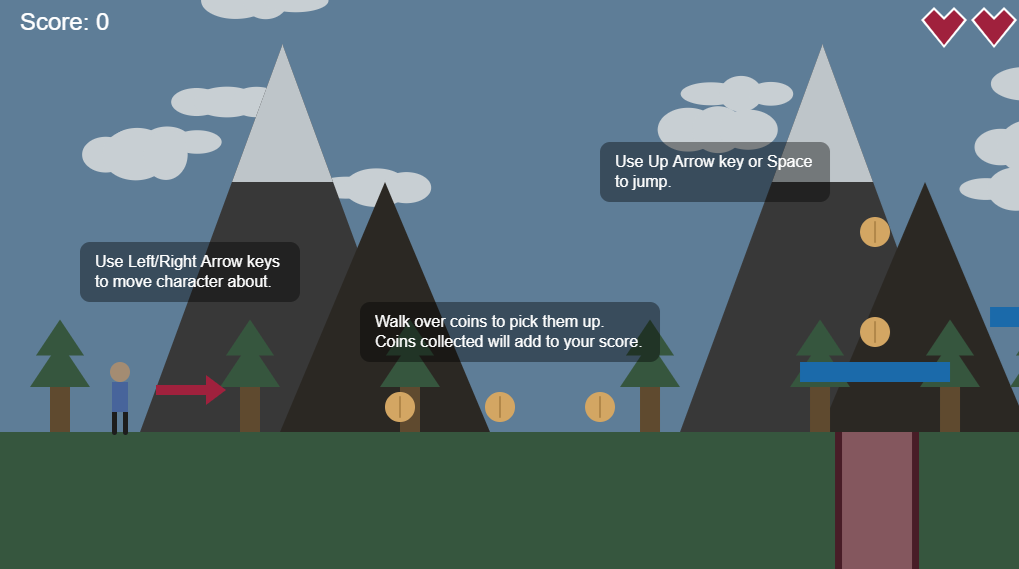 Score: 0
Use Up Arrow key or Space
to jump.
Use Left/Right Arrow keys
to move character about.
Walk over coins to pick them up.
Coins collected will add to your score.